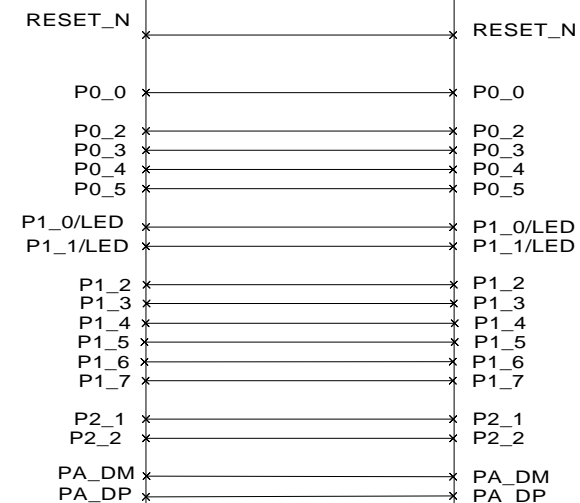 RESET_N RESET_N
P0_0 P0_0
P0_2 P0_2
P0_3 P0_3
P0_4 P0_4
P0_5 P0_5
P1_0/LED P1_0/LED
P1_1/LED P1_1/LED
P1_2 P1_2
P1_3 P1_3
P1_4 P1_4
P1_5 P1_5
P1_6 P1_6
P1_7 P1_7
P2_1 P2_1
P2_2 P2_2
PA_DM PA_DM
PA_DP PA_DP